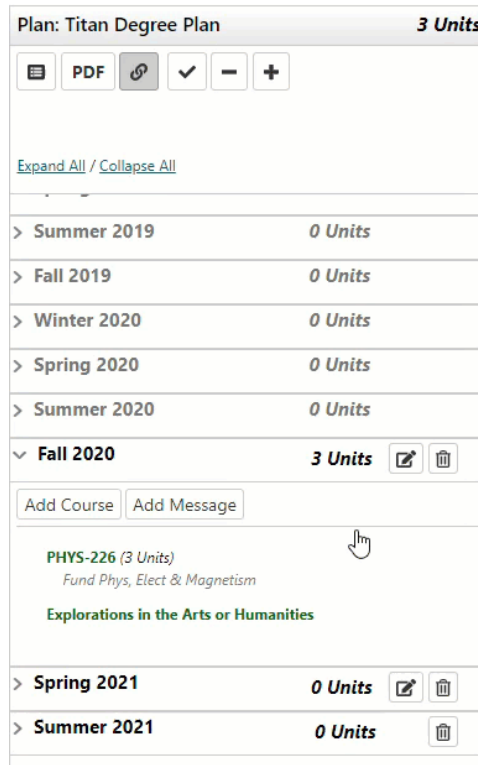 Plan: Titan Degree Plan 3 Units
PDF
Expand All / Collapse All
Summer 2019 0 Units
Fall 2019 0 Units
Winter 2020 0 Units
Spring 2020 0 Units
Summer 2020 0 Units
Fall 2020 3 Units
Add Course Add Message
PHYS-226 (3 Units)
Fund Phys, Elect & Magnetism
Explorations in the Arts or Humanities
Spring 2021 0 Units
Summer 2021 0 Units